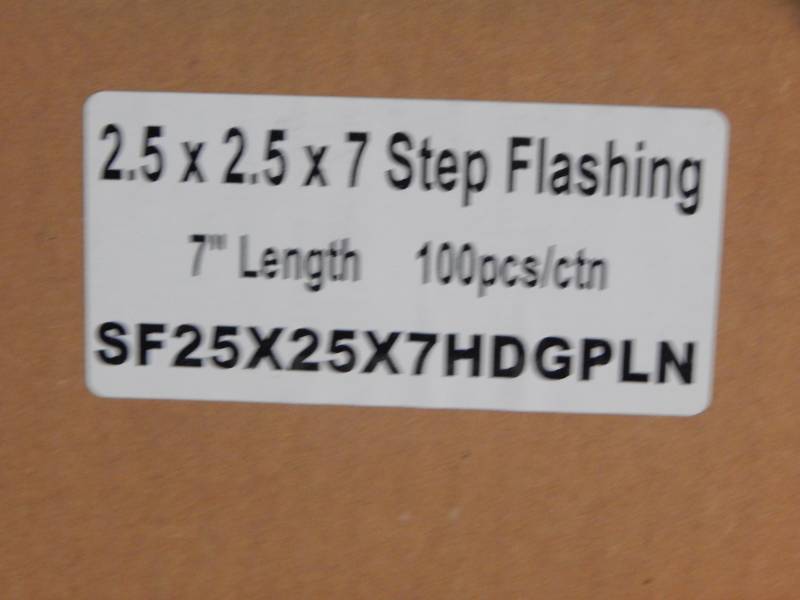 2.5 x 2.5 x 7 Step Flashing
7" Length 100pcs/ctn
SF25X25X7HDGPLN